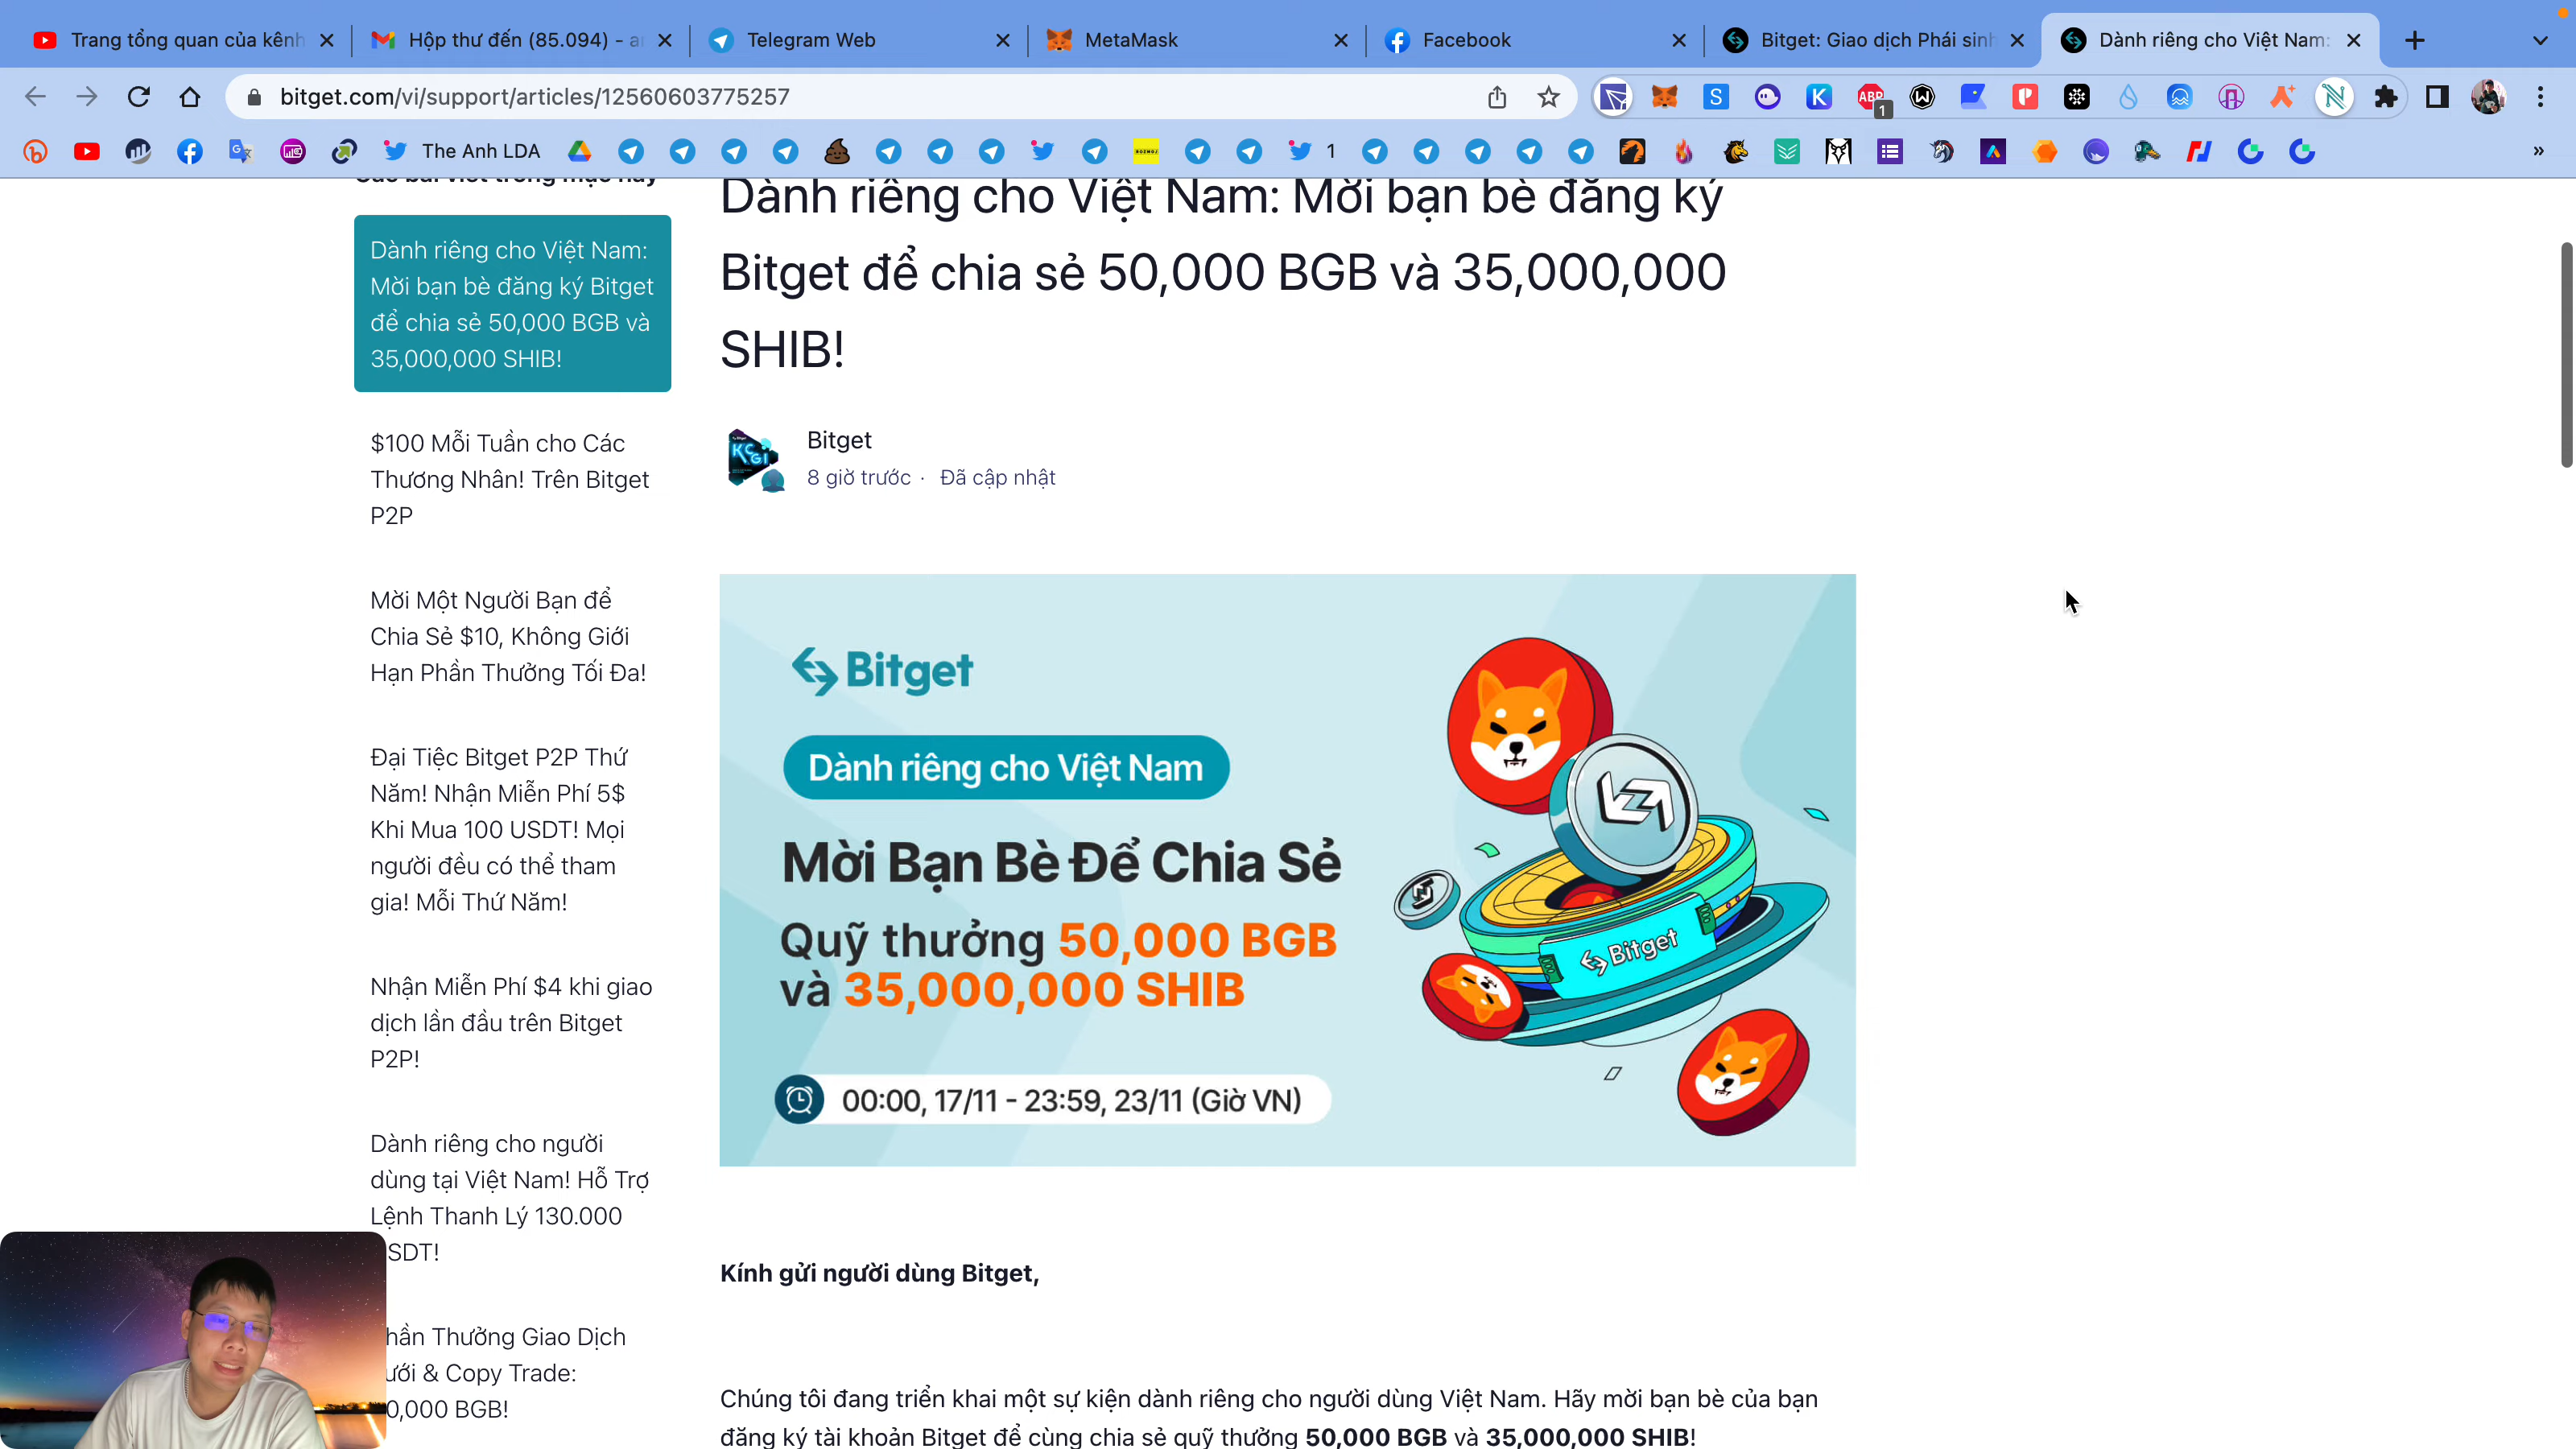 Trang tổng quan của kênh
Hộp thư đến (85.094) - a
Telegram Web
MetaMask
Facebook
Bitget: Giao dịch Phái sinh
Dành riêng cho Việt Nam:
bitget.com/vi/support/articles/12560603775257
ABP
1
The Anh LDA
1
Các bài viết trong mục này
Dành riêng cho Việt Nam:
Mời bạn bè đăng ký Bitget
để chia sẻ 50,000 BGB và
35,000,000 SHIB!
$100 Mỗi Tuần cho Các
Thương Nhân! Trên Bitget
P2P
Mời Một Người Bạn để
Chia Sẻ $10, Không Giới
Hạn Phần Thưởng Tối Đa!
Đại Tiệc Bitget P2P Thứ
Năm! Nhận Miễn Phí 5$
Khi Mua 100 USDT! Mọi
người đều có thể tham
gia! Mỗi Thứ Năm!
Nhận Miễn Phí $4 khi giao
dịch lần đầu trên Bitget
P2P!
Dành riêng cho người
dùng tại Việt Nam! Hỗ Trợ
Lệnh Thanh Lý 130.000
SDT!
hần Thưởng Giao Dịch
ưới & Copy Trade:
0,000 BGB!
Dành riêng cho Việt Nam: Mời bạn bè đăng ký
Bitget để chia sẻ 50,000 BGB và 35,000,000
SHIB!
KCGI
Bitget
8 giờ trước · Đã cập nhật
Bitget
Dành riêng cho Việt Nam
Mời Bạn Bè Để Chia Sẻ
Quỹ thưởng 50,000 BGB
và 35,000,000 SHIB
00:00, 17/11 - 23:59, 23/11 (Giờ VN)
Bitget
Kính gửi người dùng Bitget,
Chúng tôi đang triển khai một sự kiện dành riêng cho người dùng Việt Nam. Hãy mời bạn bè của bạn
đăng ký tài khoản Bitget để cùng chia sẻ quỹ thưởng 50,000 BGB và 35,000,000 SHIB!